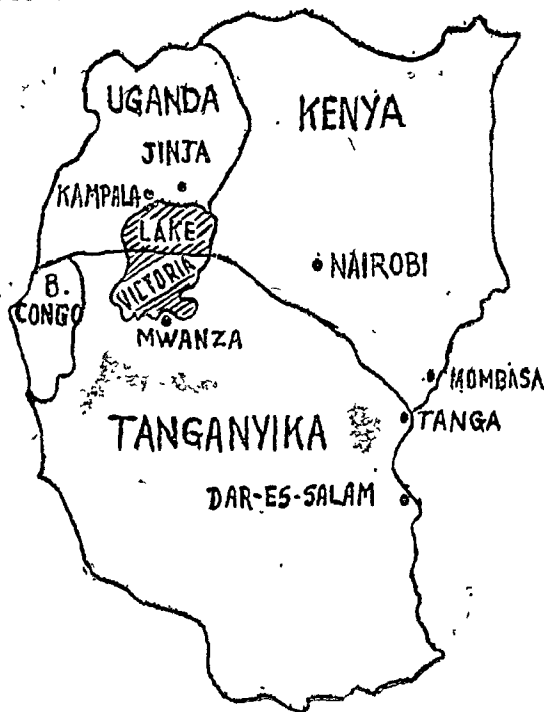 UGANDA
KENYA
JINJA
KAMPALA
LAKE
VICTORIA
NAIROBI
B.
CONGO
MWANZA
MOMBASA
TANGA
TANGANYIKA
DAR-ES-SALAM